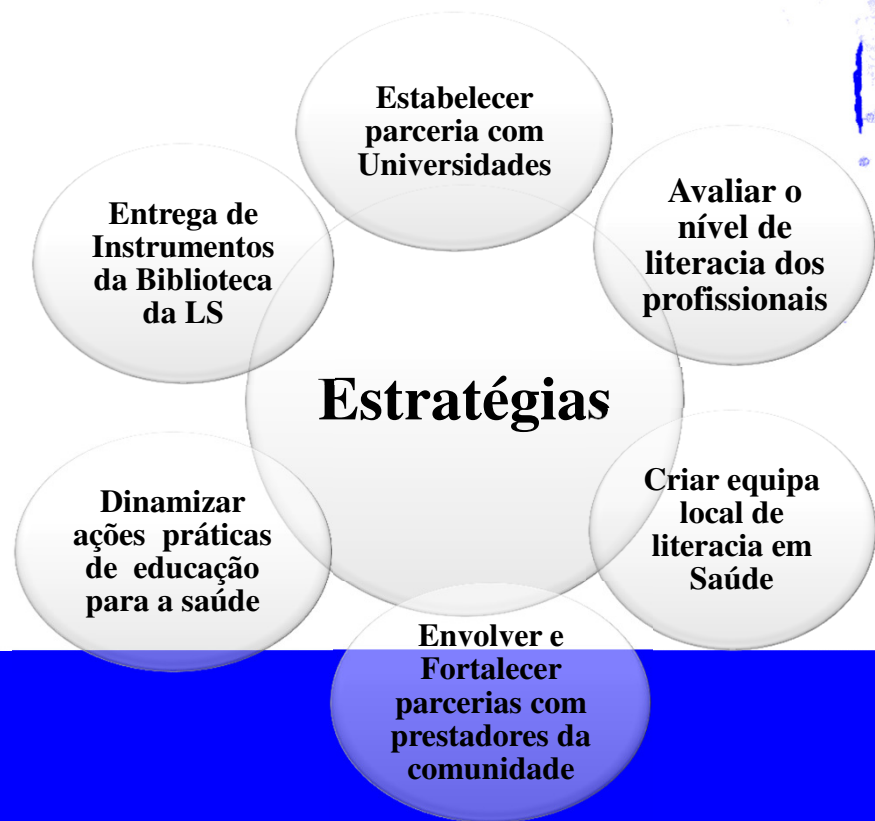 Estabelecer
parceria com
Universidades
Avaliar o
nível de
literacia dos
profissionais
Criar equipa
local de
literacia em
Saúde
Envolver e
Fortalecer
parcerias com
prestadores da
comunidade
Dinamizar
ações práticas
de educação
para a saúde
Entrega de
Instrumentos
da Biblioteca
da LS
Estratégias